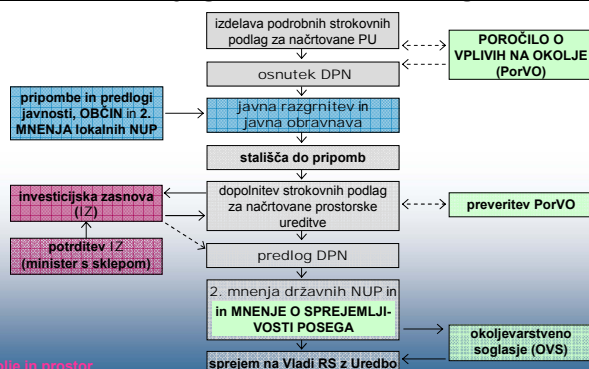 izdelava podrobnih strokovnih
podlag za načrtovane PU
POROČILO O
VPLIVIH NA OKOLJE
(PorVO)
osnutek DPN
pripombe in predlogi
javnosti, OBČIN in 2.
MNENJA lokalnih NUP
javna razgrnitev in
javna obravnava
stališča do pripomb
investicijska zasnova
(IZ)
dopolnitev strokovnih podlag
za načrtovane prostorske
ureditve
preveritev PorVO
potrditev IZ
(minister s sklepom)
predlog DPN
2. mnenja državnih NUP in
in MNENJE O SPREJEMLJI-
VOSTI POSEGA
okoljevarstveno
soglasje (OVS)
sprejem na Vladi RS z Uredbo
in prostor